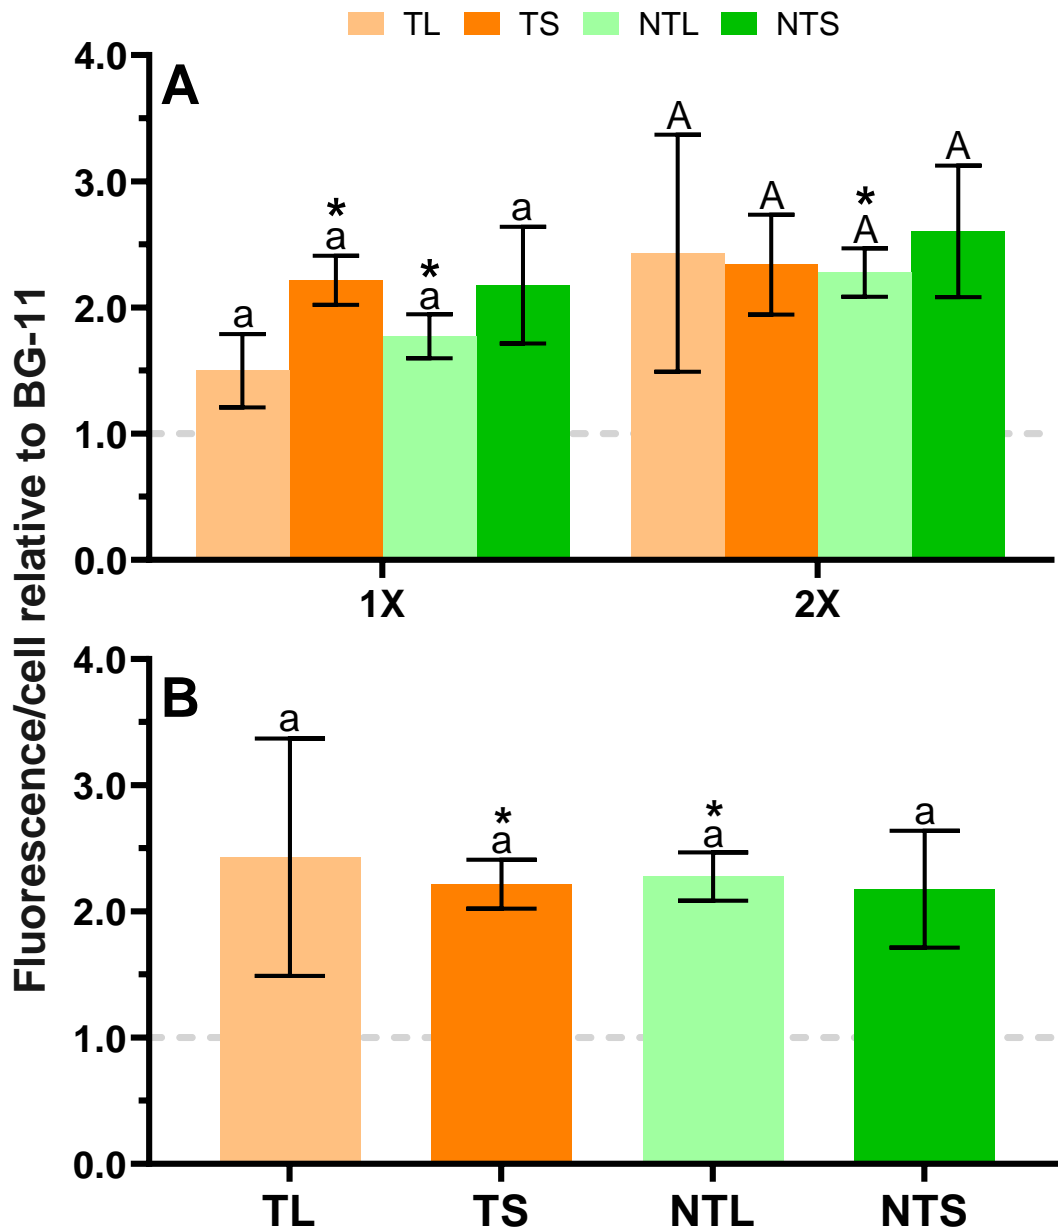 TL TS NTL NTS
Fluorescence/cell relative to BG-11
A
4.0
3.0
2.0
1.0
0.0
a
*
a
*
a
a
A
A
*
A
A
1X 2X
B
4.0
3.0
2.0
1.0
0.0
a
*
a
*
a
a
TL TS NTL NTS